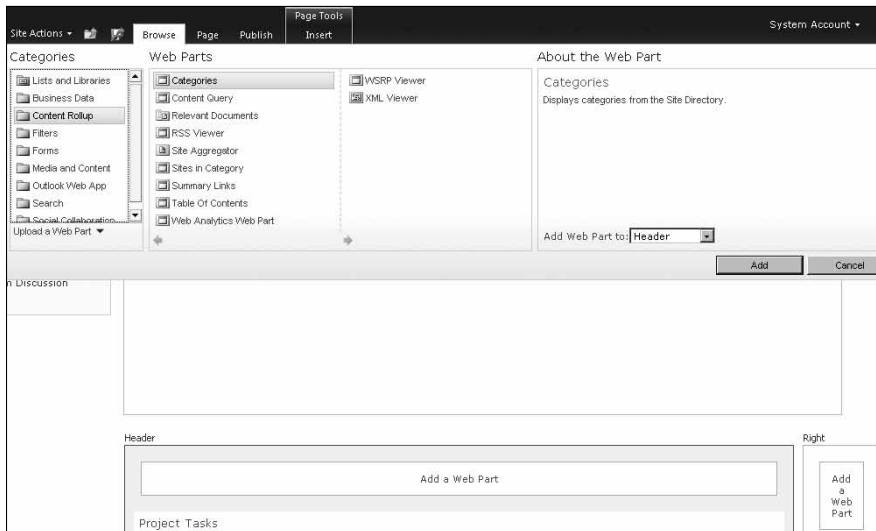 Page Tools
Site Actions
Browse
Page
Publish
Insert
System Account
Categories
Web Parts
About the Web Part
Lists and Libraries
Business Data
Content Rollup
Filters
Forms
Media and Content
Outlook Web App
Search
Social Collaboration
Upload a Web Part
Categories
Content Query
Relevant Documents
RSS Viewer
Site Aggregator
Sites in Category
Summary Links
Table Of Contents
Web Analytics Web Part
WSRP Viewer
XML Viewer
Categories
Displays categories from the Site Directory.
Add Web Part to: Header
Add
Cancel
n Discussion
Header
Right
Add a Web Part
Add
a
Web
Part
Project Tasks